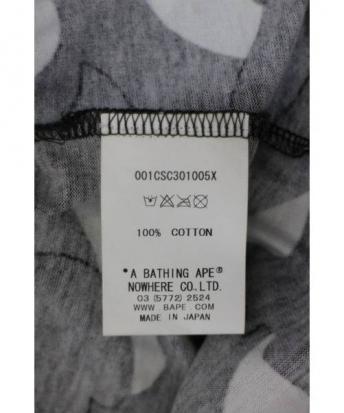 001CSC301005X
100% COTTON
*A BATHING APE®
NOWHERE CO.,LTD.
03 (5772) 2524
WWW. BAPE. COM
MADE IN JAPAN